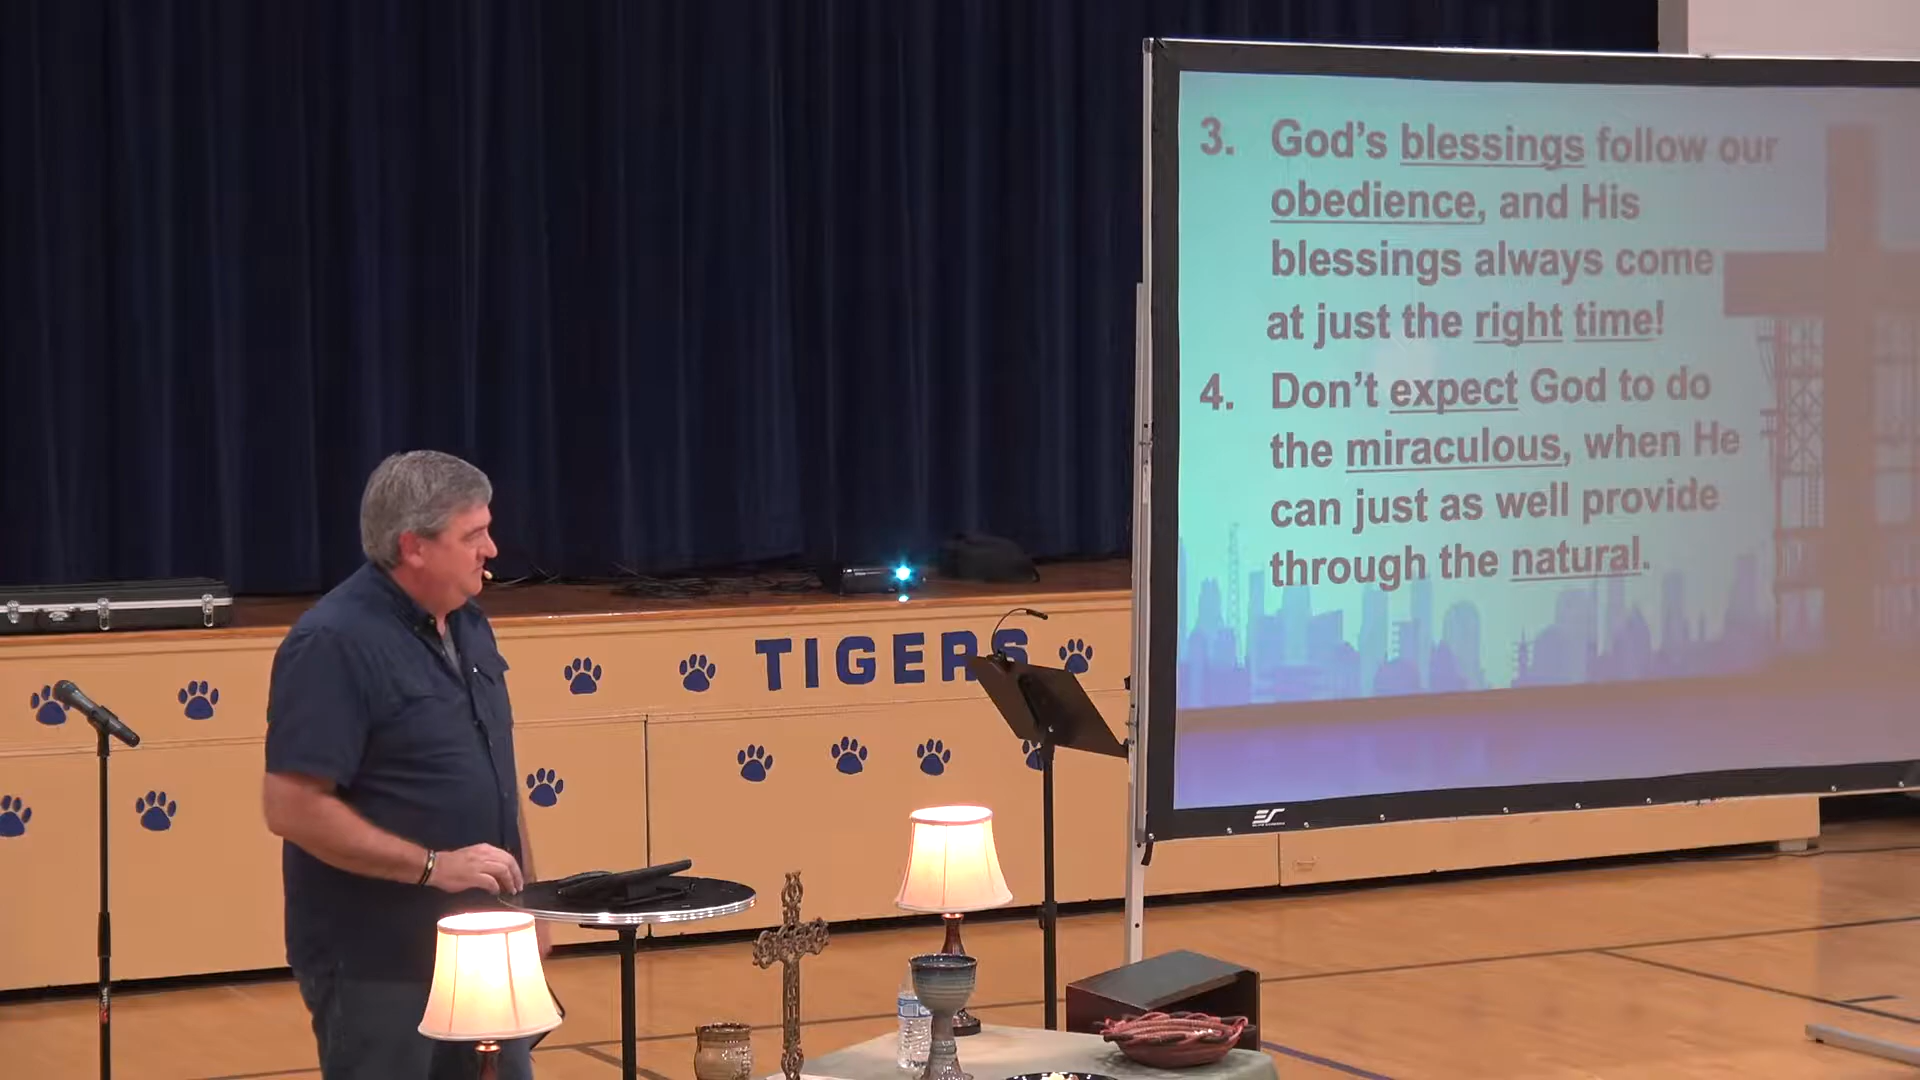 3. God's blessings follow our
obedience, and His
blessings always come
at just the right time!
4. Don't expect God to do
the miraculous, when He
can just as well provide
through the natural.
TIGERS
ES